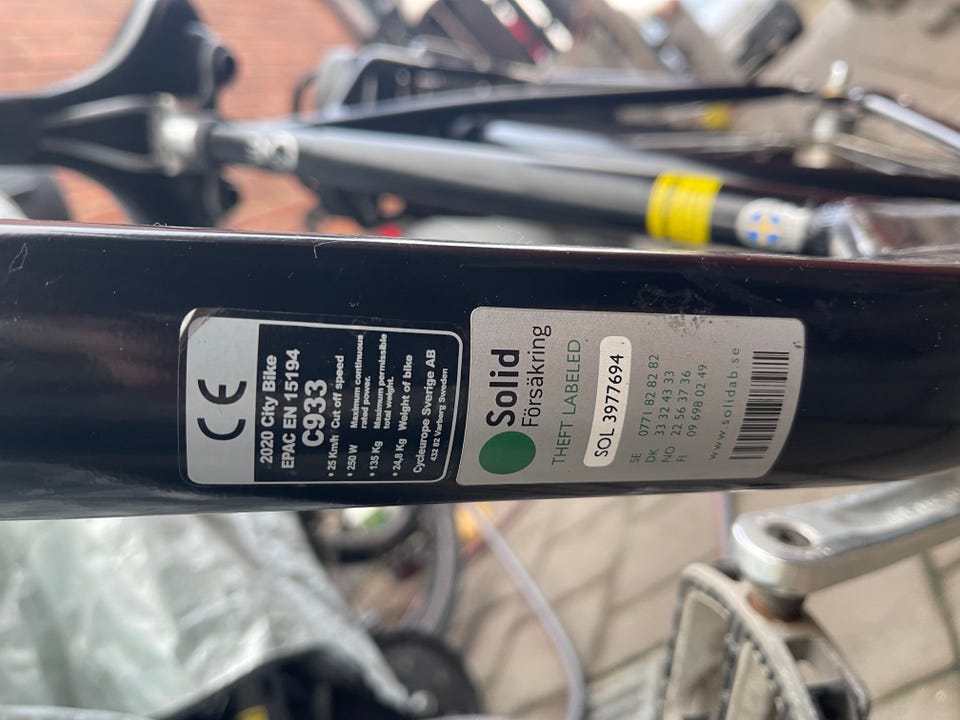 CE
2020 City Bike
EPAC EN 15194
C933
• 25 Km/h Cut off speed
• 250 W Maximum continuous
rated power.
• 135 Kg Maximum permissible
total weight.
• 24,8 Kg Weight of bike
Cycleurope Sverige AB
432 82 Varberg Sweden
Solid
Försäkring
THEFT LABELED
SOL 3977694
SE 0771 82 82 82
DK 33 32 43 33
NO 22 56 37 36
FI 09 698 02 49
www.solidab.se